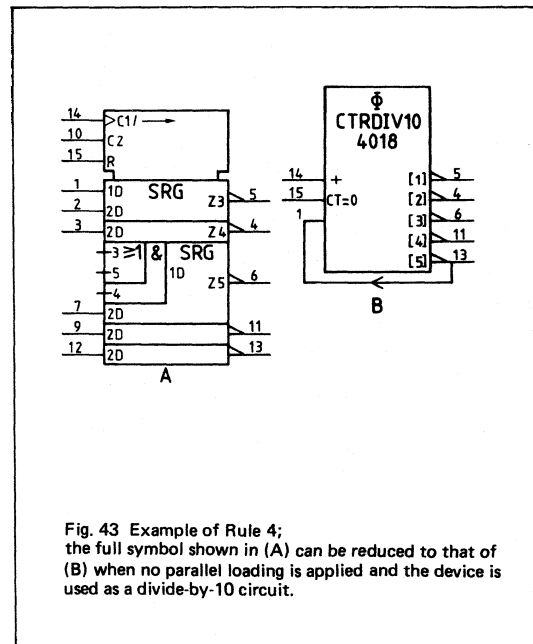 14 C1/
10 C2
15 R
1 1D SRG Z3 5
2 2D
3 2D Z4 4
3 ≥1 & SRG
5 1D Z5 6
4
7 2D
9 2D 11
12 2D 13
A
Φ
CTRDIV10
4018
14 + [1] 5
15 CT=0 [2] 4
1 [3] 6
[4] 11
[5] 13
B
Fig. 43 Example of Rule 4;
the full symbol shown in (A) can be reduced to that of
(B) when no parallel loading is applied and the device is
used as a divide-by-10 circuit.